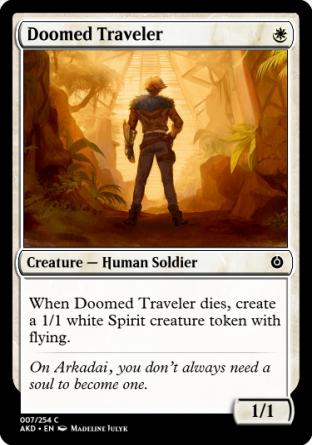 Doomed Traveler
Creature — Human Soldier
When Doomed Traveler dies, create
a 1/1 white Spirit creature token with
flying.
On Arkadai, you don't always need a
soul to become one.
1/1
007/254 C
AKD • EN Madeline Julyk